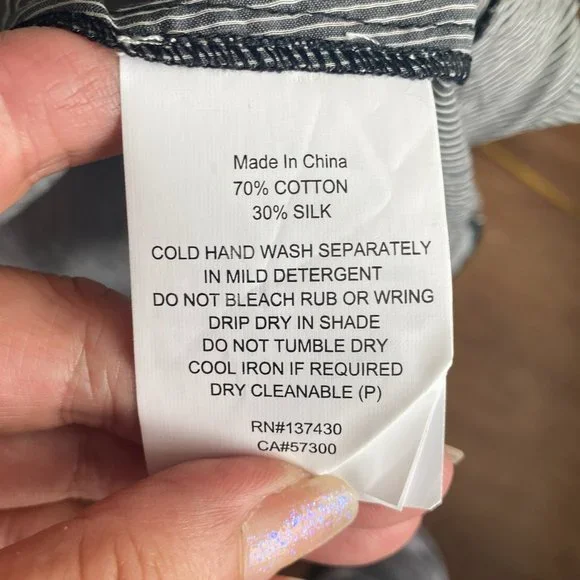 Made In China
70% COTTON
30% SILK
COLD HAND WASH SEPARATELY
IN MILD DETERGENT
DO NOT BLEACH RUB OR WRING
DRIP DRY IN SHADE
DO NOT TUMBLE DRY
COOL IRON IF REQUIRED
DRY CLEANABLE (P)
RN#137430
CA#57300